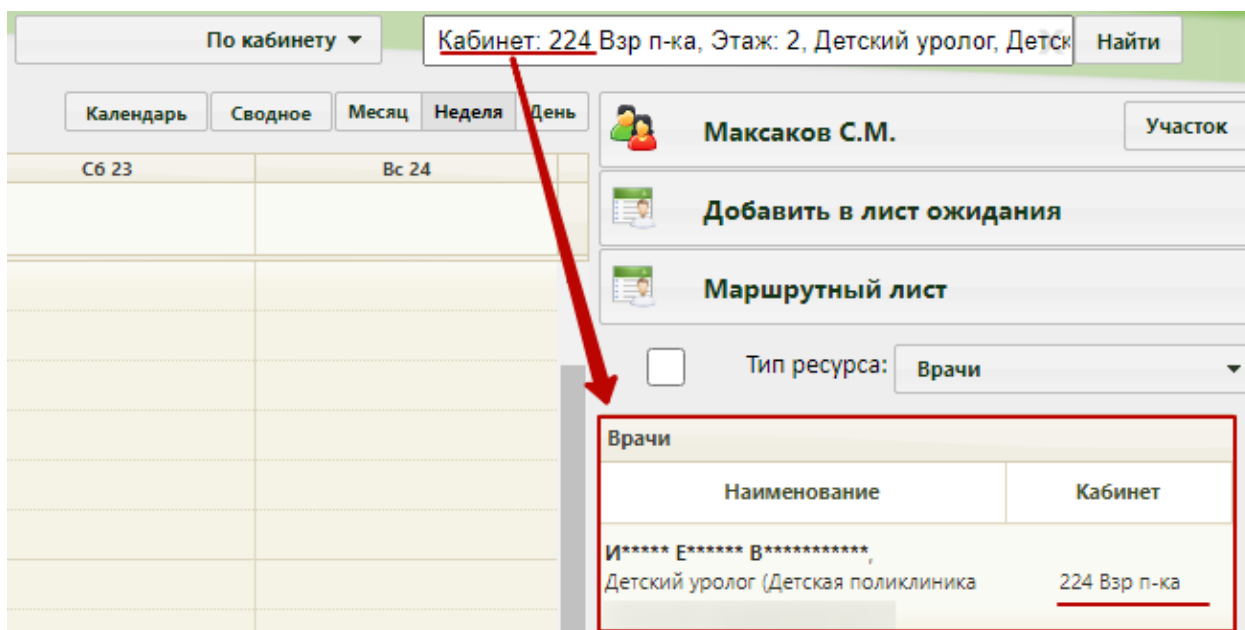 По кабинету
Кабинет: 224 Взр п-ка, Этаж: 2, Детский уролог, Детск
Найти
Календарь
Сводное
Месяц
Неделя
День
Сб 23
Вс 24
Максаков С.М.
Участок
Добавить в лист ожидания
Маршрутный лист
Тип ресурса:
Врачи
Врачи
Наименование
Кабинет
И***** Е****** В***********,
Детский уролог (Детская поликлиника
224 Взр п-ка